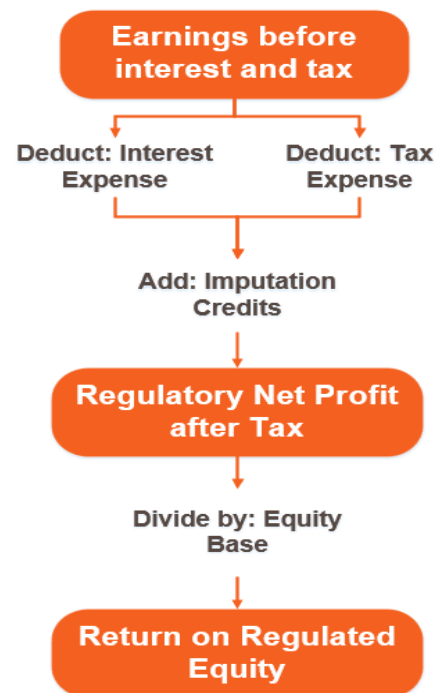 Earnings before
interest and tax
Deduct: Interest
Expense
Deduct: Tax
Expense
Add: Imputation
Credits
Regulatory Net Profit
after Tax
Divide by: Equity
Base
Return on Regulated
Equity